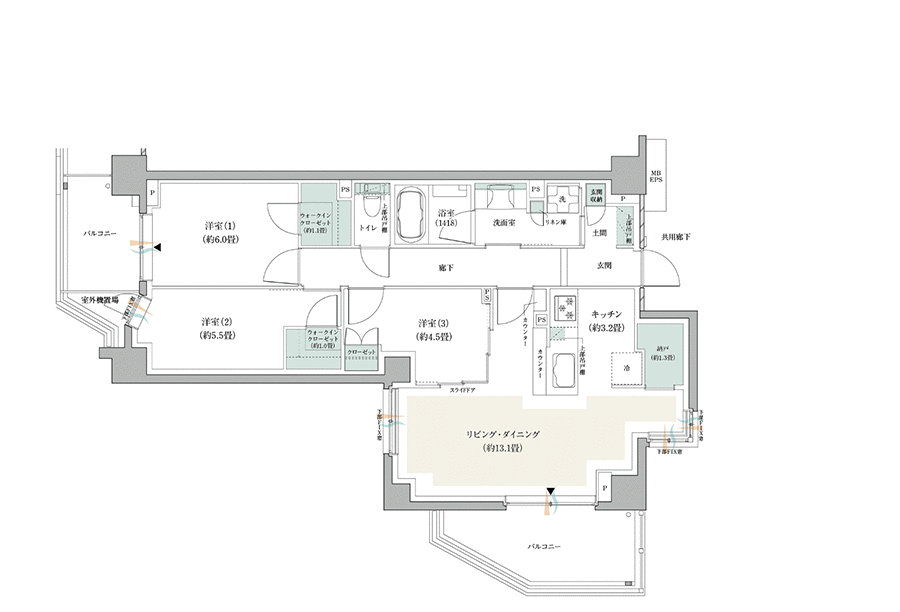 MB
EPS
P
PS
PS
玄関
収納
P
ウォークイン
クローゼット
(約1.1畳)
上部吊戸棚
浴室
(1418)
洗
洗面室
リネン庫
上部吊戸棚
洋室(1)
(約6.0畳)
トイレ
土間
バルコニー
共用廊下
廊下
玄関
室外機置場
下部FIX窓
PS
洋室(2)
(約5.5畳)
洋室(3)
(約4.5畳)
カウンター
PS
キッチン
(約3.2畳)
ウォークイン
クローゼット
(約1.0畳)
クローゼット
カウンター
上部吊戸棚
冷
納戸
(約1.3畳)
スライドドア
下部FIX窓
リビング・ダイニング
(約13.1畳)
下部FIX窓
下部FIX窓
P
バルコニー